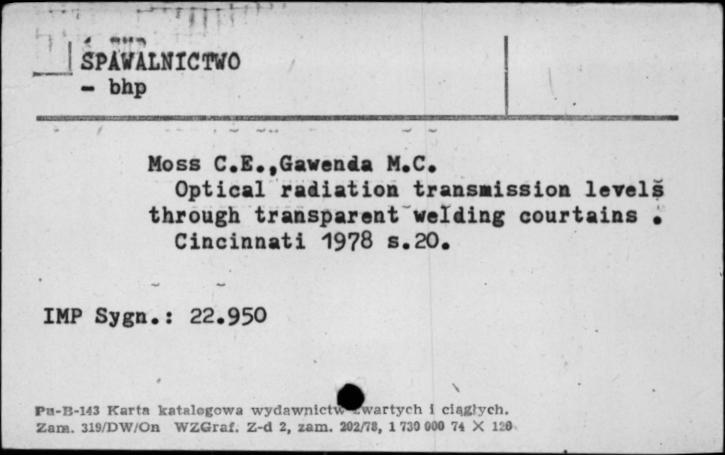 SPAWALNICTWO
- bhp
Moss C.E.,Gawenda M.C.
Optical radiation transmission levels
through transparent welding courtains .
Cincinnati 1978 s.20.
IMP Sygn.: 22.950
Pu-B-143 Karta katalogowa wydawnictw zwartych i ciągłych.
Zam. 319/DW/On WZGraf. Z-d 2, zam. 202/78, 1 730 000 74 X 120